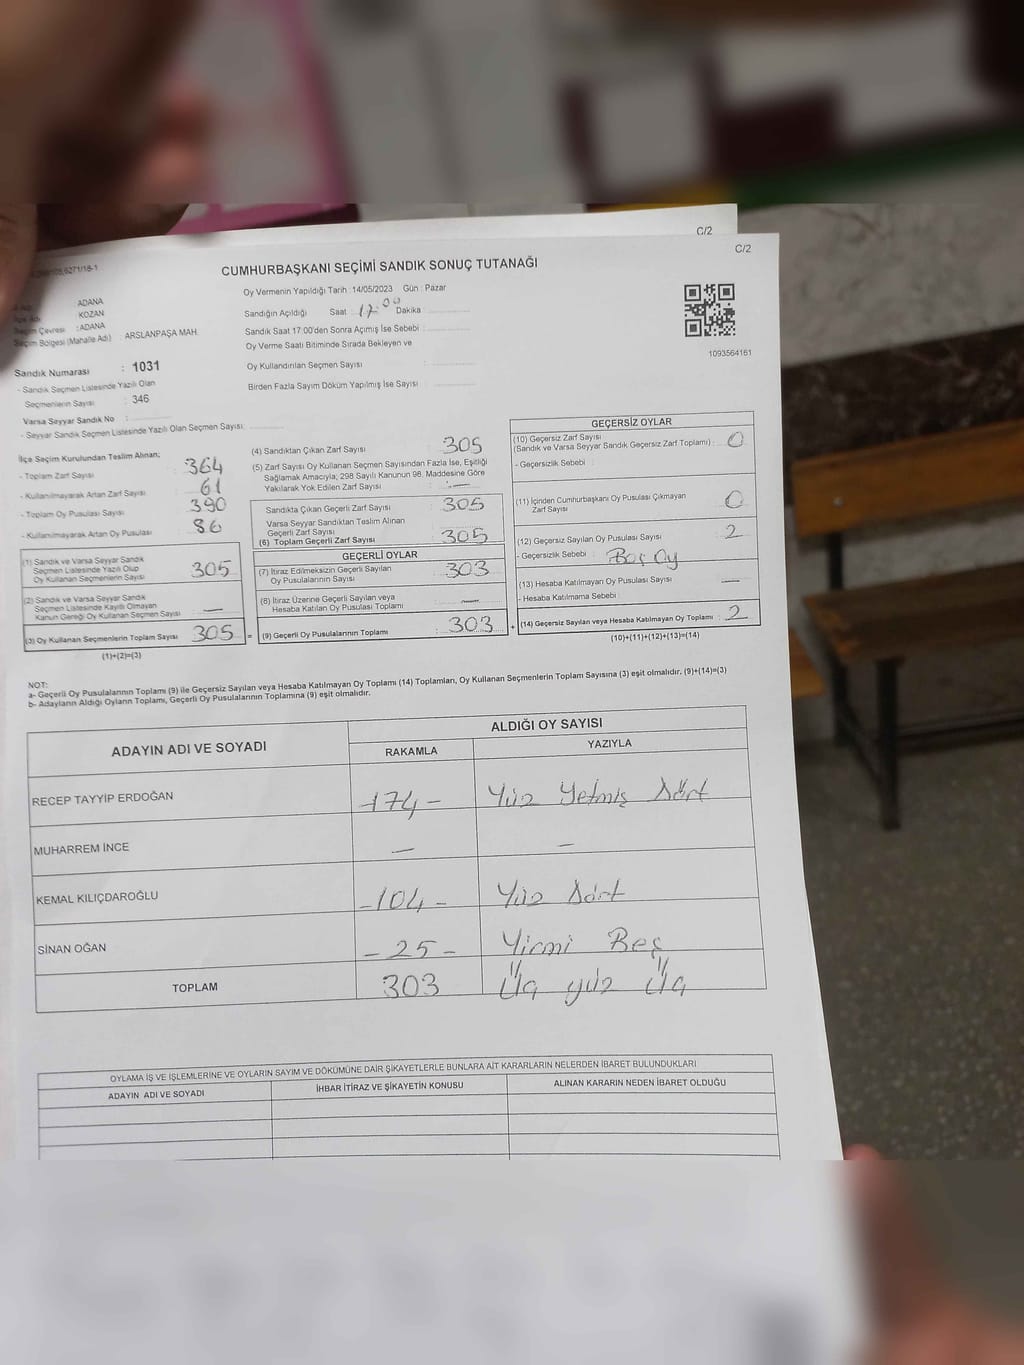 C/2
C/2
CUMHURBAŞKANI SEÇİMİ SANDIK SONUÇ TUTANAĞI
ADANA
KOZAN
Seçim Çevresi : ADANA
Seçim Bölgesi (Mahalle Adı) : ARSLANPAŞA MAH.
Sandık Numarası : 1031
- Sandık Seçmen Listesinde Yazılı Olan
Seçmenlerin Sayısı : 346
Varsa Seyyar Sandık No :
- Seyyar Sandık Seçmen Listesinde Yazılı Olan Seçmen Sayısı:
Oy Vermenin Yapıldığı Tarih :14/05/2023 Gün : Pazar
Sandığın Açıldığı Saat : 17:00 Dakika :
Sandık Saat 17:00'den Sonra Açımış İse Sebebi :
Oy Verme Saati Bitiminde Sırada Bekleyen ve
Oy Kullandırılan Seçmen Sayısı :
Birden Fazla Sayım Döküm Yapılmış İse Sayısı :
1093564161
İlçe Seçim Kurulundan Teslim Alınan;
- Toplam Zarf Sayısı : 364
- Kullanılmayarak Artan Zarf Sayısı : 61
- Toplam Oy Pusulası Sayısı : 390
- Kullanılmayarak Artan Oy Pusulası : 86
(1) Sandık ve Varsa Seyyar Sandık
Seçmen Listesinde Yazılı Olup
Oy Kullanan Seçmenlerin Sayısı : 305
(2) Sandık ve Varsa Seyyar Sandık
Seçmen Listesinde Kayıtlı Olmayan
Kanun Gereği Oy Kullanan Seçmen Sayısı : —
(3) Oy Kullanan Seçmenlerin Toplam Sayısı : 305 =
(1)+(2)=(3)
(4) Sandıktan Çıkan Zarf Sayısı : 305
(5) Zarf Sayısı Oy Kullanan Seçmen Sayısından Fazla İse, Eşitliği
Sağlamak Amacıyla; 298 Sayılı Kanunun 98. Maddesine Göre
Yakılarak Yok Edilen Zarf Sayısı : —
Sandıkta Çıkan Geçerli Zarf Sayısı : 305
Varsa Seyyar Sandıktan Teslim Alınan
Geçerli Zarf Sayısı :
(6) Toplam Geçerli Zarf Sayısı : 305
GEÇERLİ OYLAR
(7) İtiraz Edilmeksizin Geçerli Sayılan
Oy Pusulalarının Sayısı : 303
(8) İtiraz Üzerine Geçerli Sayılan veya
Hesaba Katılan Oy Pusulası Toplamı : —
(9) Geçerli Oy Pusulalarının Toplamı : 303 +
GEÇERSİZ OYLAR
(10) Geçersiz Zarf Sayısı
(Sandık ve Varsa Seyyar Sandık Geçersiz Zarf Toplamı) : 0
- Geçersizlik Sebebi :
(11) İçinden Cumhurbaşkanı Oy Pusulası Çıkmayan
Zarf Sayısı : 0
(12) Geçersiz Sayılan Oy Pusulası Sayısı : 2
- Geçersizlik Sebebi : Boş Oy
(13) Hesaba Katılmayan Oy Pusulası Sayısı : —
- Hesaba Katılmama Sebebi :
(14) Geçersiz Sayılan veya Hesaba Katılmayan Oy Toplamı : 2
(10)+(11)+(12)+(13)=(14)
NOT:
a- Geçerli Oy Pusulalarının Toplamı (9) ile Geçersiz Sayılan veya Hesaba Katılmayan Oy Toplamı (14) Toplamları, Oy Kullanan Seçmenlerin Toplam Sayısına (3) eşit olmalıdır. (9)+(14)=(3)
b- Adayların Aldığı Oyların Toplamı, Geçerli Oy Pusulalarının Toplamına (9) eşit olmalıdır.
ADAYIN ADI VE SOYADI ALDIĞI OY SAYISI
RAKAMLA YAZIYLA
RECEP TAYYİP ERDOĞAN -174- Yüz Yetmiş Dört
MUHARREM İNCE — —
KEMAL KILIÇDAROĞLU -104- Yüz Dört
SİNAN OĞAN -25- Yirmi Beş
TOPLAM 303 Üç yüz Üç
OYLAMA İŞ VE İŞLEMLERİNE VE OYLARIN SAYIM VE DÖKÜMÜNE DAİR ŞİKAYETLERLE BUNLARA AİT KARARLARIN NELERDEN İBARET BULUNDUKLARI
ADAYIN ADI VE SOYADI İHBAR İTİRAZ VE ŞİKAYETİN KONUSU ALINAN KARARIN NEDEN İBARET OLDUĞU